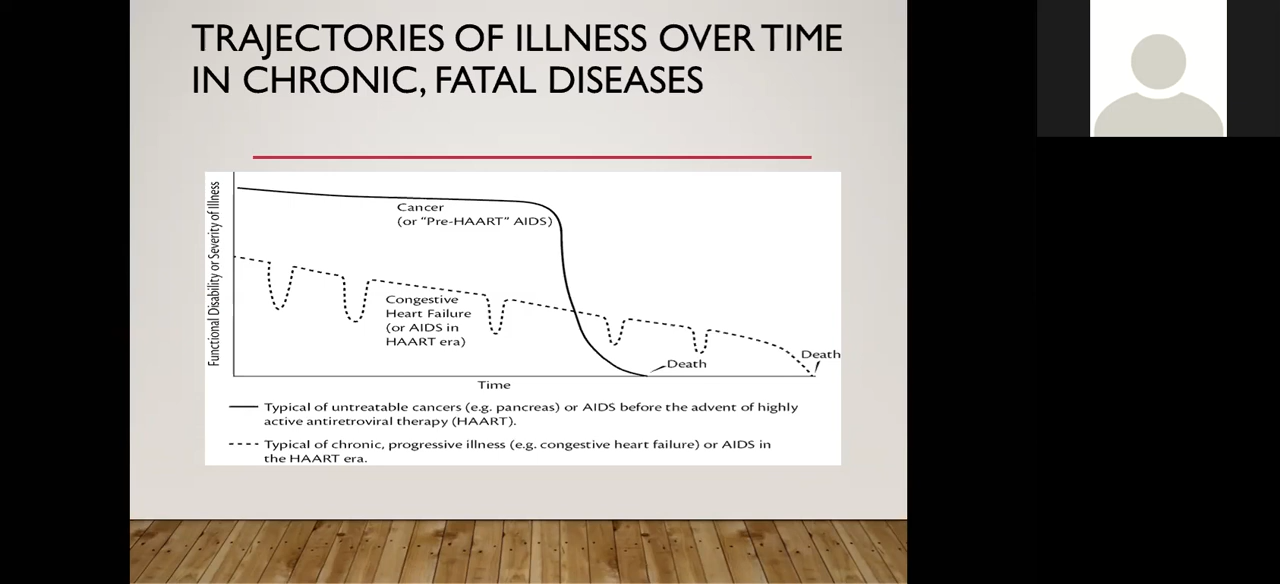 TRAJECTORIES OF ILLNESS OVER TIME
IN CHRONIC, FATAL DISEASES
Functional Disability or Severity of Illness
Cancer
(or “Pre-HAART” AIDS)
Congestive
Heart Failure
(or AIDS in
HAART era)
Death
Death
Time
Typical of untreatable cancers (e.g. pancreas) or AIDS before the advent of highly
active antiretroviral therapy (HAART).
Typical of chronic, progressive illness (e.g. congestive heart failure) or AIDS in
the HAART era.